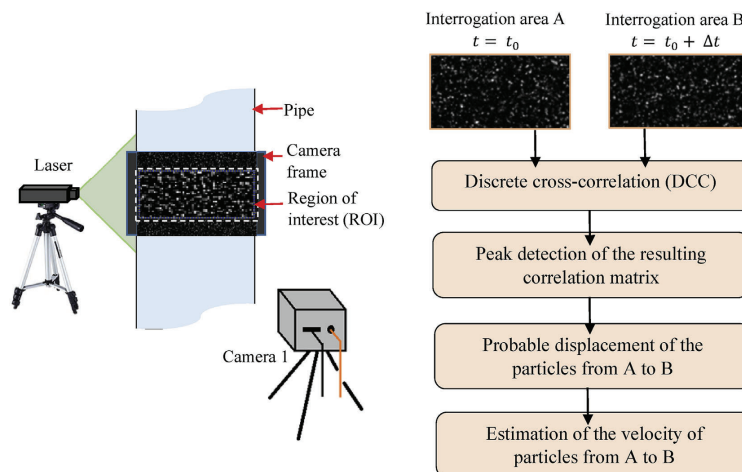 Laser
Pipe
Camera
frame
Region of
interest (ROI)
Camera 1
Interrogation area A
t = t₀
Interrogation area B
t = t₀ + Δt
Discrete cross-correlation (DCC)
Peak detection of the resulting
correlation matrix
Probable displacement of the
particles from A to B
Estimation of the velocity of
particles from A to B